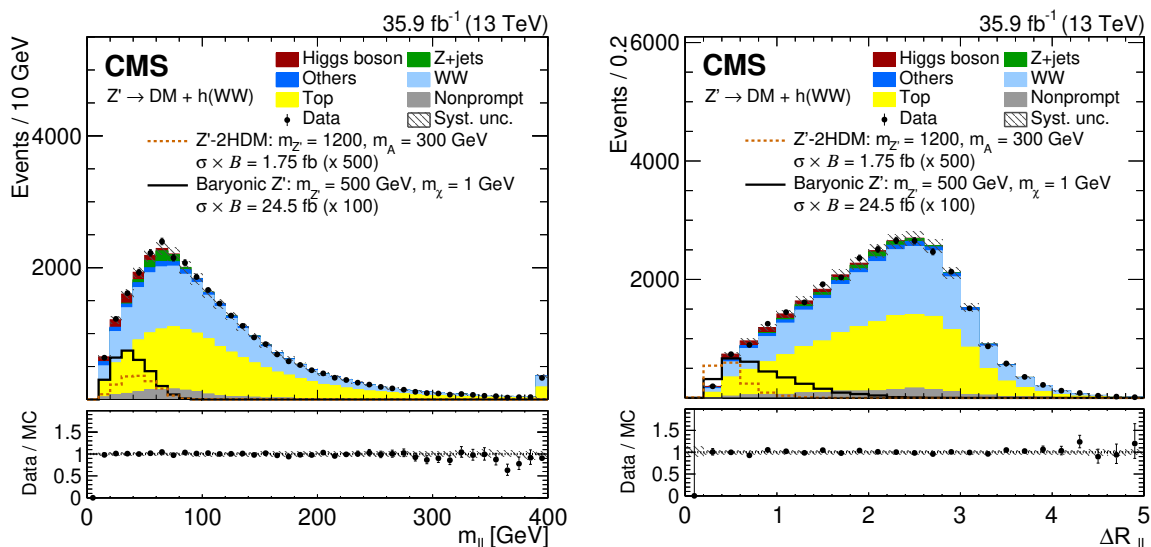 35.9 fb⁻¹ (13 TeV)
CMS
Z' → DM + h(WW)
Higgs boson
Z+jets
Others
WW
Top
Nonprompt
Data
Syst. unc.
Z'-2HDM: m_Z' = 1200, m_A = 300 GeV
σ × B = 1.75 fb (x 500)
Baryonic Z': m_Z' = 500 GeV, m_χ = 1 GeV
σ × B = 24.5 fb (x 100)
Events / 10 GeV
4000
2000
Data / MC
1.5
1
0.5
0
0
100
200
300
400
m_ll [GeV]
35.9 fb⁻¹ (13 TeV)
CMS
Z' → DM + h(WW)
Higgs boson
Z+jets
Others
WW
Top
Nonprompt
Data
Syst. unc.
Z'-2HDM: m_Z' = 1200, m_A = 300 GeV
σ × B = 1.75 fb (x 500)
Baryonic Z': m_Z' = 500 GeV, m_χ = 1 GeV
σ × B = 24.5 fb (x 100)
Events / 0.2
6000
4000
2000
0
Data / MC
1.5
1
0.5
0
0
1
2
3
4
5
ΔR_ll